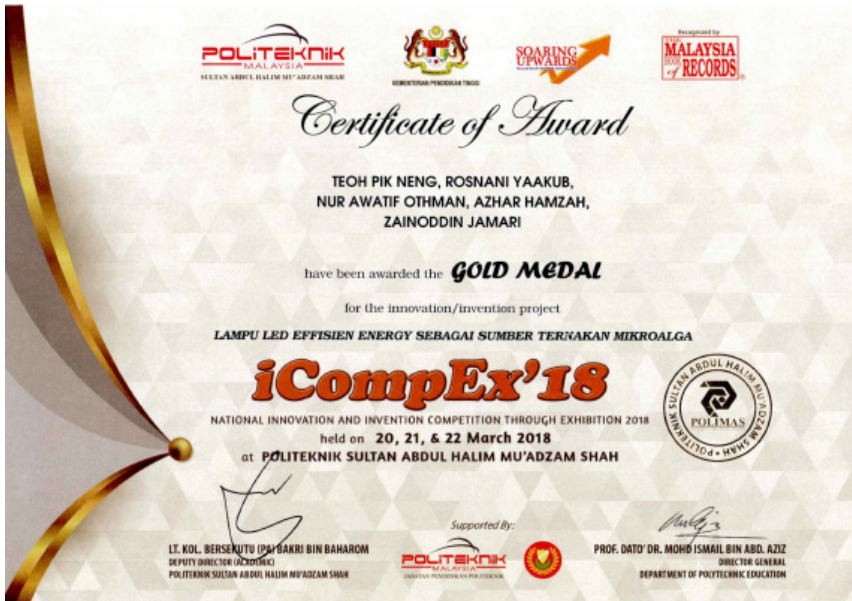 POLITEKNIK
MALAYSIA
SULTAN ABDUL HALIM MU'ADZAM SHAH
KEMENTERIAN PENDIDIKAN TINGGI
SOARING
UPWARDS
Recognized by
THE
MALAYSIA
BOOK
of RECORDS
Certificate of Award
TEOH PIK NENG, ROSNANI YAAKUB,
NUR AWATIF OTHMAN, AZHAR HAMZAH,
ZAINODDIN JAMARI
have been awarded the GOLD MEDAL
for the innovation/invention project
LAMPU LED EFFISIEN ENERGY SEBAGAI SUMBER TERNAKAN MIKROALGA
iCompEx'18
NATIONAL INNOVATION AND INVENTION COMPETITION THROUGH EXHIBITION 2018
held on 20, 21, & 22 March 2018
at POLITEKNIK SULTAN ABDUL HALIM MU'ADZAM SHAH
POLITEKNIK SULTAN ABDUL HALIM MU'ADZAM SHAH
POLIMAS
LT. KOL. BERSEKUTU (PA) BAKRI BIN BAHAROM
DEPUTY DIRECTOR (ACADEMIC)
POLITEKNIK SULTAN ABDUL HALIM MU'ADZAM SHAH
Supported By:
POLITEKNIK
MALAYSIA
JABATAN PENDIDIKAN POLITEKNIK
PROF. DATO' DR. MOHD ISMAIL BIN ABD. AZIZ
DIRECTOR GENERAL
DEPARTMENT OF POLYTECHNIC EDUCATION